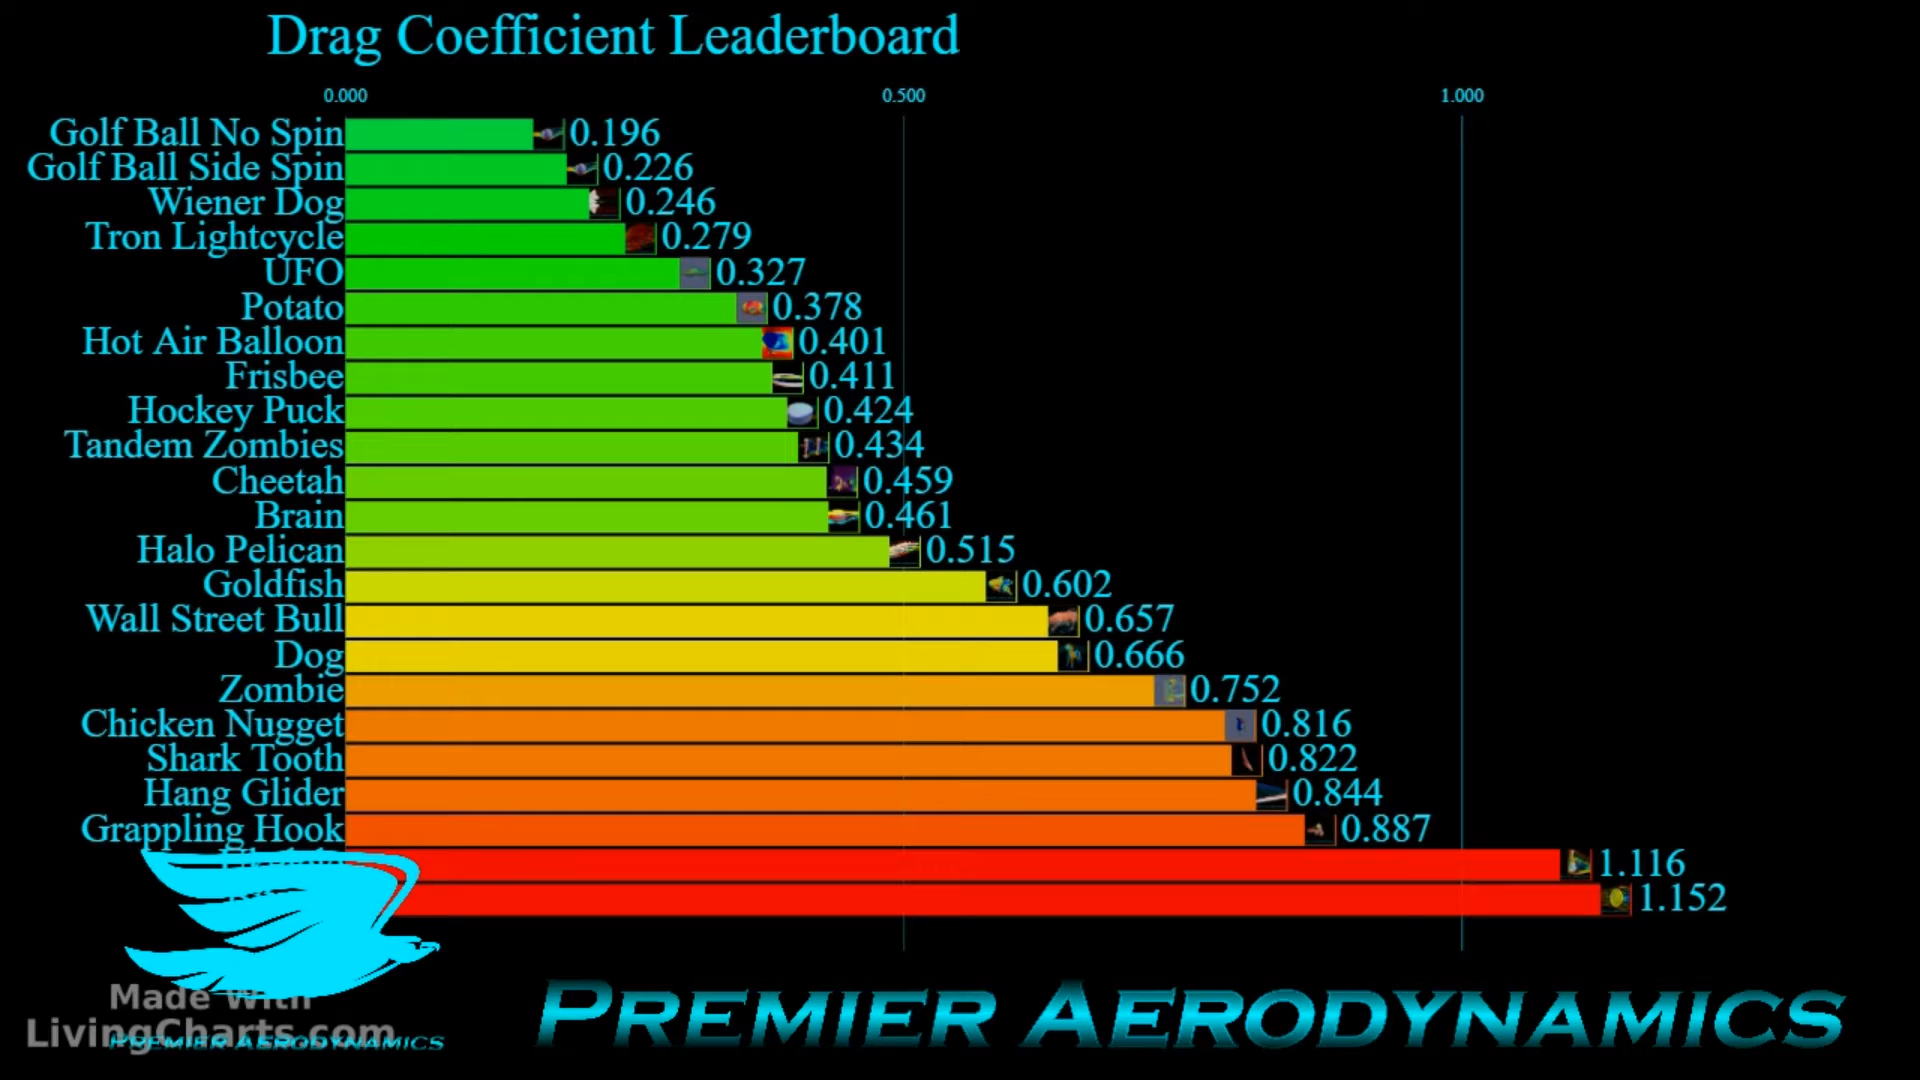 Drag Coefficient Leaderboard
0.000 0.500 1.000
Golf Ball No Spin 0.196
Golf Ball Side Spin 0.226
Wiener Dog 0.246
Tron Lightcycle 0.279
UFO 0.327
Potato 0.378
Hot Air Balloon 0.401
Frisbee 0.411
Hockey Puck 0.424
Tandem Zombies 0.434
Cheetah 0.459
Brain 0.461
Halo Pelican 0.515
Goldfish 0.602
Wall Street Bull 0.657
Dog 0.666
Zombie 0.752
Chicken Nugget 0.816
Shark Tooth 0.822
Hang Glider 0.844
Grappling Hook 0.887
1.116
1.152
Made With
LivingCharts.com
PREMIER AERODYNAMICS
PREMIER AERODYNAMICS